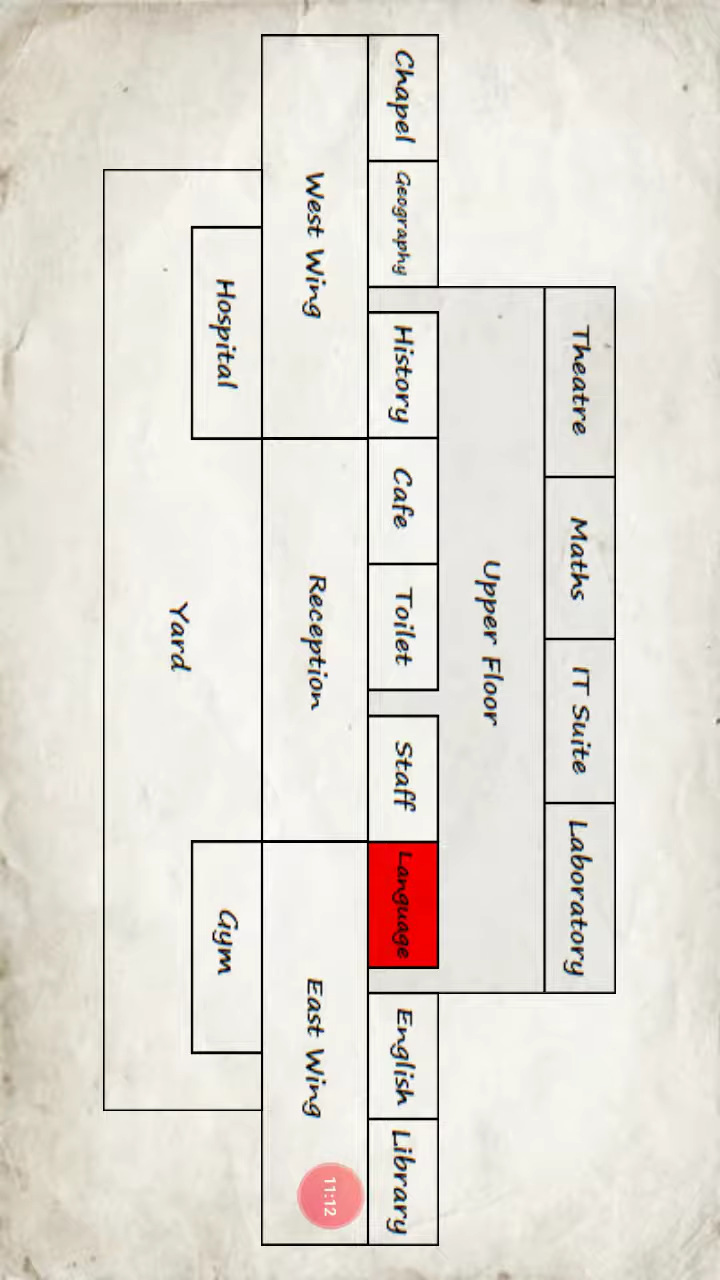 Theatre
Maths
IT Suite
Laboratory
Upper Floor
Chapel
Geography
History
Cafe
Toilet
Staff
Language
English
Library
West Wing
Reception
East Wing
11:12
Hospital
Gym
Yard